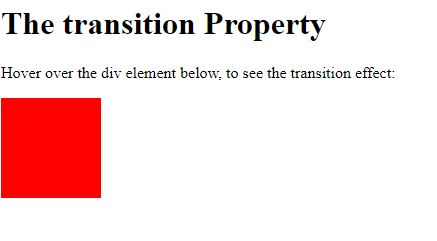 The transition Property
Hover over the div element below, to see the transition effect: